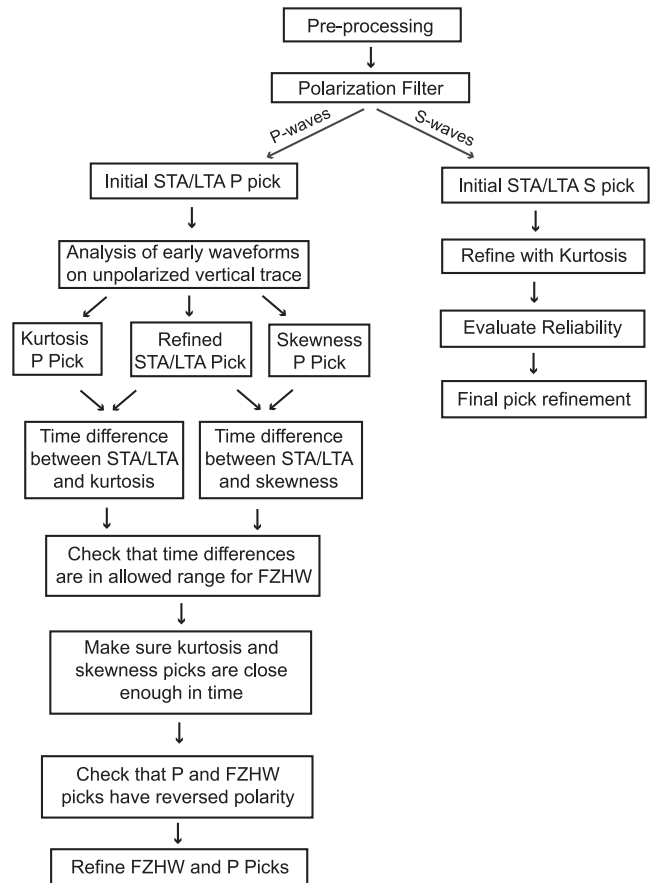 Pre-processing
Polarization Filter
P-waves
S-waves
Initial STA/LTA P pick
Initial STA/LTA S pick
Analysis of early waveforms
on unpolarized vertical trace
Refine with Kurtosis
Kurtosis
P Pick
Refined
STA/LTA Pick
Skewness
P Pick
Evaluate Reliability
Final pick refinement
Time difference
between STA/LTA
and kurtosis
Time difference
between STA/LTA
and skewness
Check that time differences
are in allowed range for FZHW
Make sure kurtosis and
skewness picks are close
enough in time
Check that P and FZHW
picks have reversed polarity
Refine FZHW and P Picks